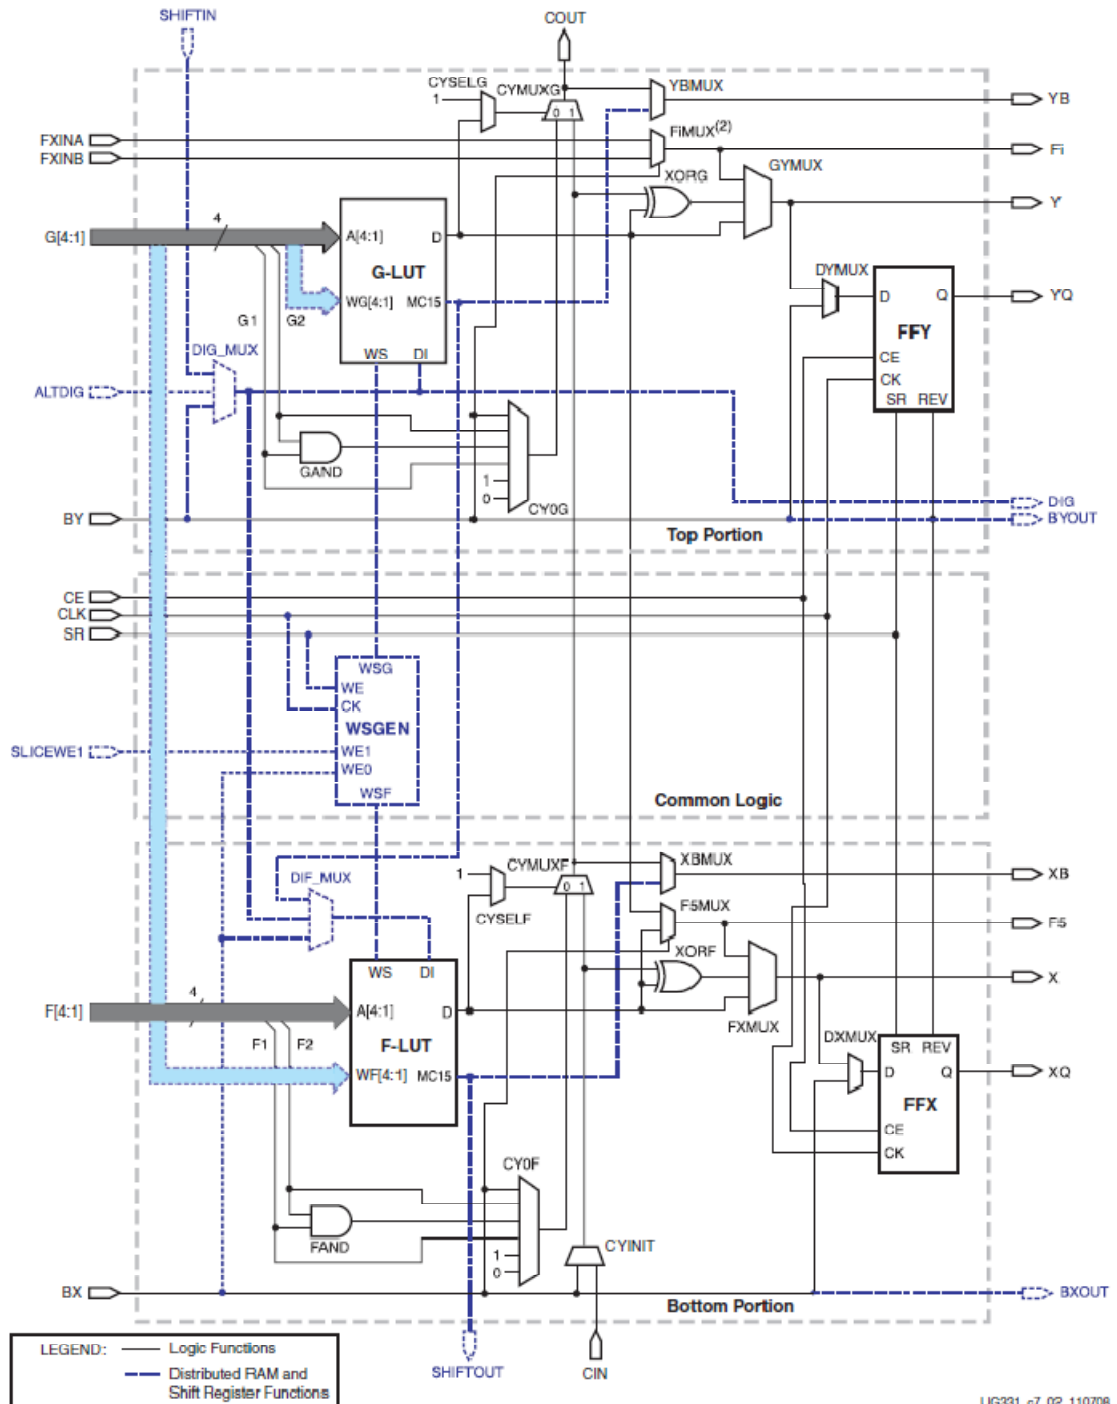 SHIFTIN
COUT
CYSELG
CYMUXG
YBMUX
1
0 1
YB
FXINA
FXINB
FiMUX(2)
Fi
GYMUX
XORG
Y
4
G[4:1]
A[4:1]
D
G-LUT
WG[4:1]
MC15
WS
DI
G1
G2
DYMUX
D
Q
YQ
FFY
CE
CK
SR
REV
DIG_MUX
ALTDIG
GAND
1
0
CY0G
DIG
BY
BYOUT
Top Portion
CE
CLK
SR
WSG
WE
CK
WSGEN
SLICEWE1
WE1
WE0
WSF
Common Logic
DIF_MUX
1
CYSELF
CYMUXF
0 1
XBMUX
XB
F5MUX
F5
XORF
X
FXMUX
4
F[4:1]
WS
DI
A[4:1]
D
F-LUT
WF[4:1]
MC15
F1
F2
DXMUX
SR
REV
D
Q
XQ
FFX
CE
CK
CY0F
FAND
1
0
CYINIT
BX
BXOUT
Bottom Portion
LEGEND:
Logic Functions
Distributed RAM and
Shift Register Functions
SHIFTOUT
CIN
UG331_c7_02_110708